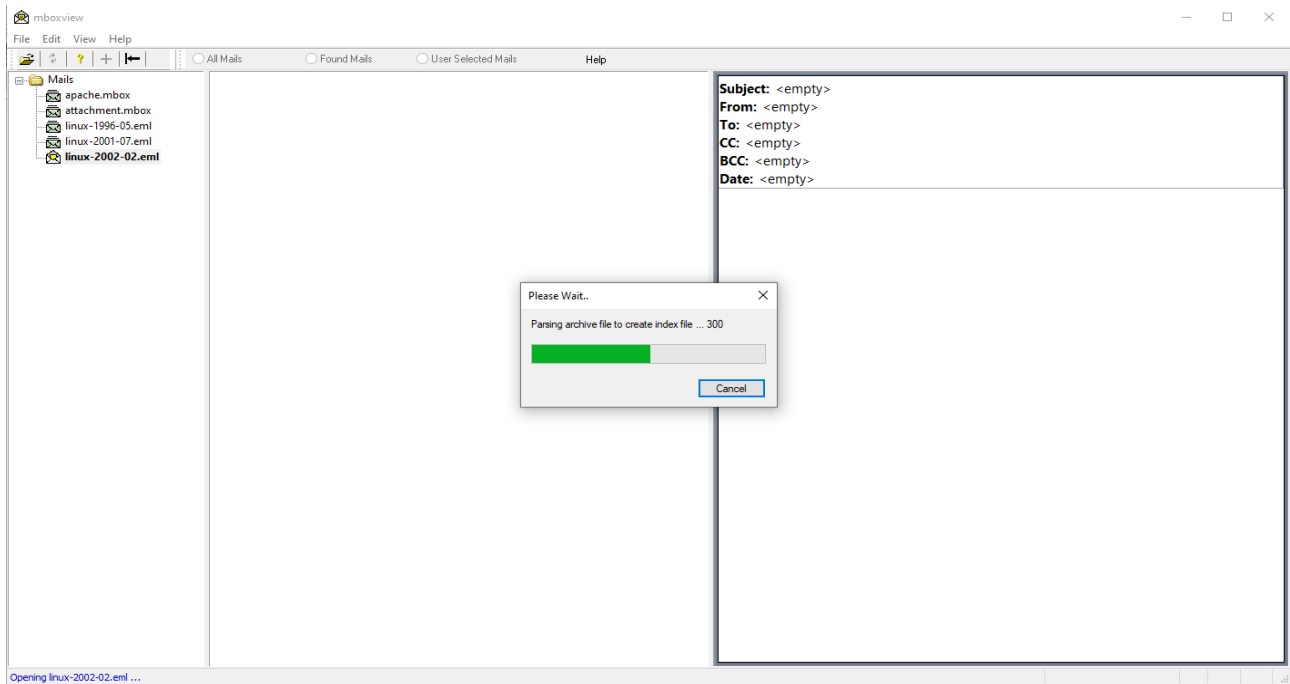 mboxview
File Edit View Help
? All Mails Found Mails User Selected Mails Help
Mails
apache.mbox
attachment.mbox
linux-1996-05.eml
linux-2001-07.eml
linux-2002-02.eml
Subject: <empty>
From: <empty>
To: <empty>
CC: <empty>
BCC: <empty>
Date: <empty>
Please Wait..
Parsing archive file to create index file ... 300
Cancel
Opening linux-2002-02.eml ...